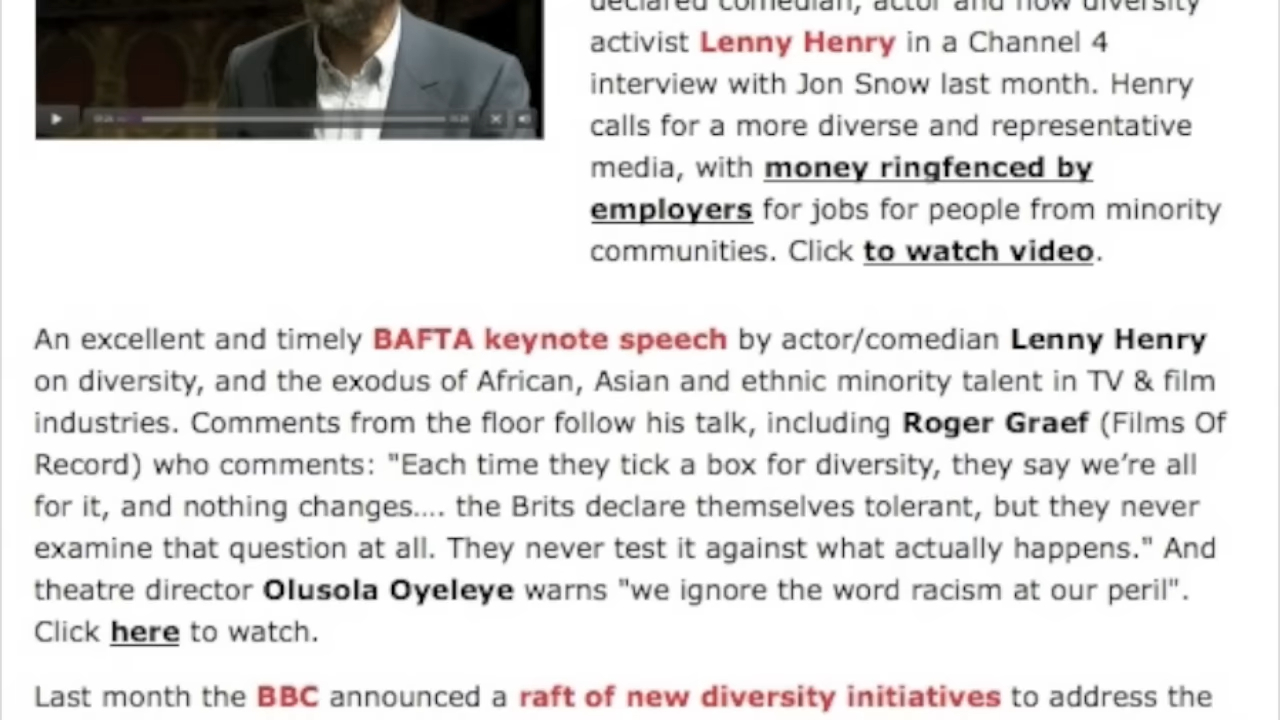 declared comedian, actor and now diversity
activist Lenny Henry in a Channel 4
interview with Jon Snow last month. Henry
calls for a more diverse and representative
media, with money ringfenced by
employers for jobs for people from minority
communities. Click to watch video.
An excellent and timely BAFTA keynote speech by actor/comedian Lenny Henry
on diversity, and the exodus of African, Asian and ethnic minority talent in TV & film
industries. Comments from the floor follow his talk, including Roger Graef (Films Of
Record) who comments: "Each time they tick a box for diversity, they say we’re all
for it, and nothing changes.... the Brits declare themselves tolerant, but they never
examine that question at all. They never test it against what actually happens." And
theatre director Olusola Oyeleye warns "we ignore the word racism at our peril".
Click here to watch.
Last month the BBC announced a raft of new diversity initiatives to address the